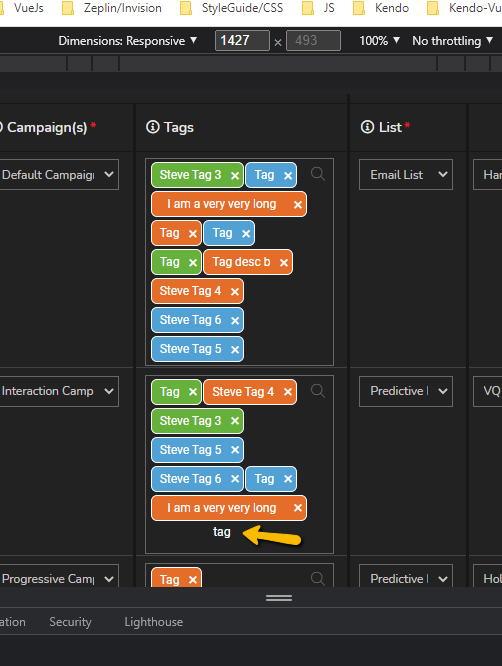 VueJs Zeplin/Invision StyleGuide/CSS JS Kendo Kendo-Vu
Dimensions: Responsive 1427 × 493 100% No throttling
Campaign(s) * Tags List *
Default Campaign Email List Har
Steve Tag 3 × Tag ×
I am a very very long ×
Tag × Tag ×
Tag × Tag desc b ×
Steve Tag 4 ×
Steve Tag 6 ×
Steve Tag 5 ×
Interaction Camp Predictive VQ
Tag × Steve Tag 4 ×
Steve Tag 3 ×
Steve Tag 5 ×
Steve Tag 6 × Tag ×
I am a very very long ×
tag
Progressive Camp Tag × Predictive Hol
ation Security Lighthouse